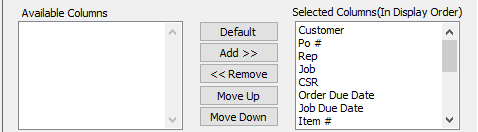 Available Columns
Selected Columns(In Display Order)
Default
Add >>
<< Remove
Move Up
Move Down
Customer
Po #
Rep
Job
CSR
Order Due Date
Job Due Date
Item #